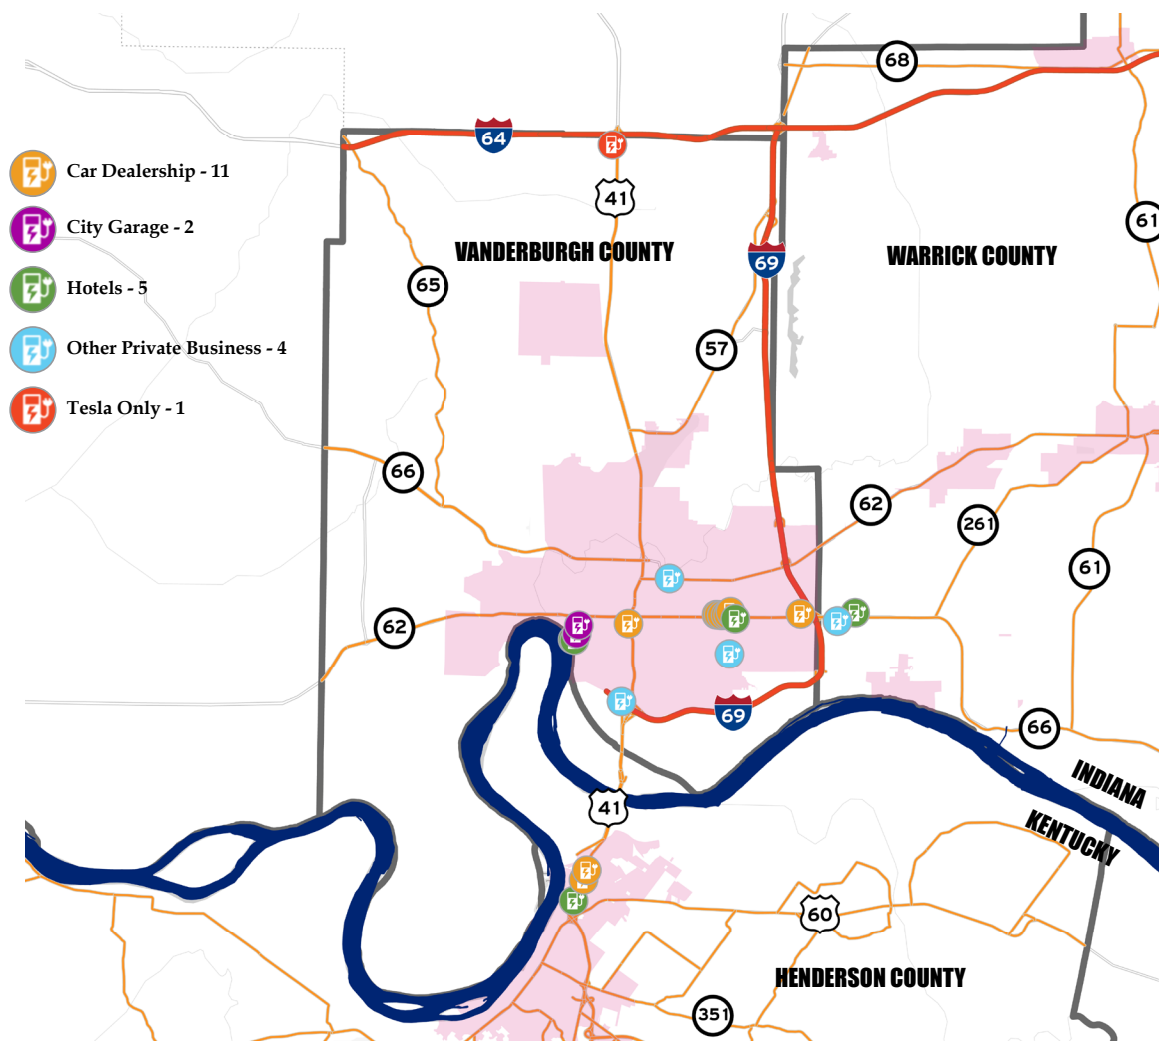 68
64
Car Dealership - 11
41
61
City Garage - 2
VANDERBURGH COUNTY
WARRICK COUNTY
69
65
Hotels - 5
57
Other Private Business - 4
Tesla Only - 1
66
62
261
61
62
69
66
INDIANA
41
KENTUCKY
60
HENDERSON COUNTY
351